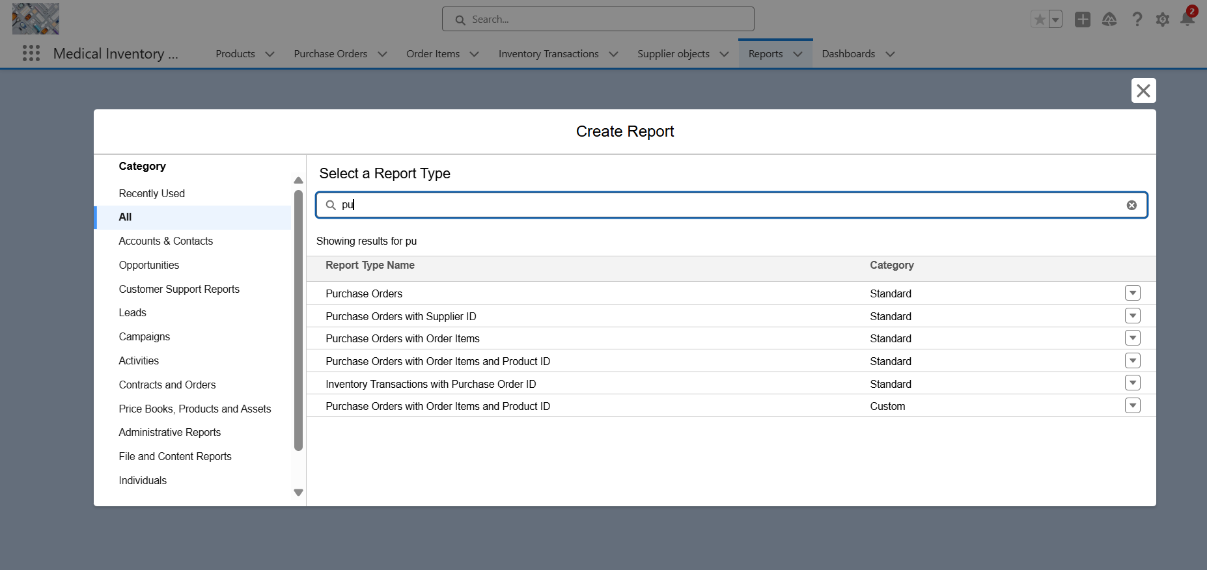 Search...
2
Medical Inventory ... Products Purchase Orders Order Items Inventory Transactions Supplier objects Reports Dashboards
Create Report
Category
Recently Used
All
Accounts & Contacts
Opportunities
Customer Support Reports
Leads
Campaigns
Activities
Contracts and Orders
Price Books, Products and Assets
Administrative Reports
File and Content Reports
Individuals
Select a Report Type
pu
Showing results for pu
Report Type Name Category
Purchase Orders Standard
Purchase Orders with Supplier ID Standard
Purchase Orders with Order Items Standard
Purchase Orders with Order Items and Product ID Standard
Inventory Transactions with Purchase Order ID Standard
Purchase Orders with Order Items and Product ID Custom